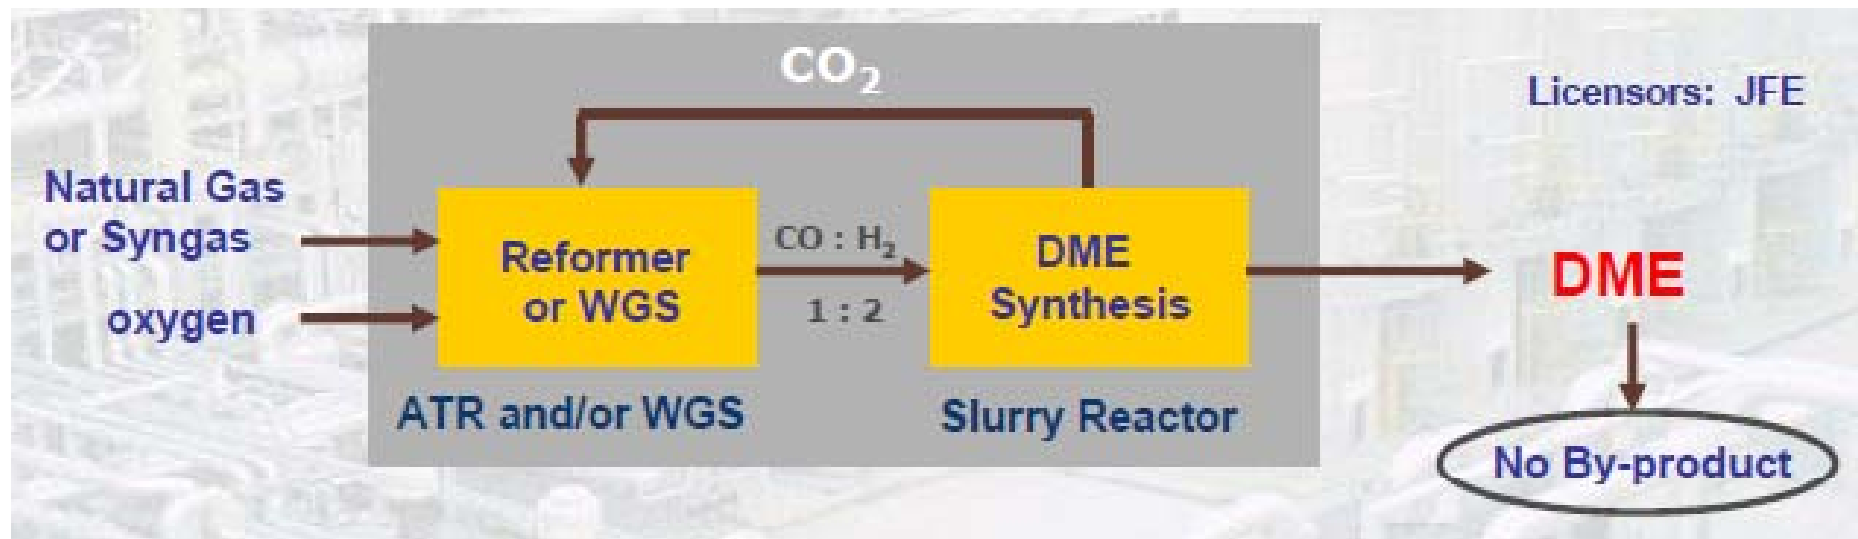 CO₂
Licensors: JFE
Natural Gas
or Syngas
oxygen
Reformer
or WGS
CO : H₂
1 : 2
DME
Synthesis
DME
ATR and/or WGS
Slurry Reactor
No By-product